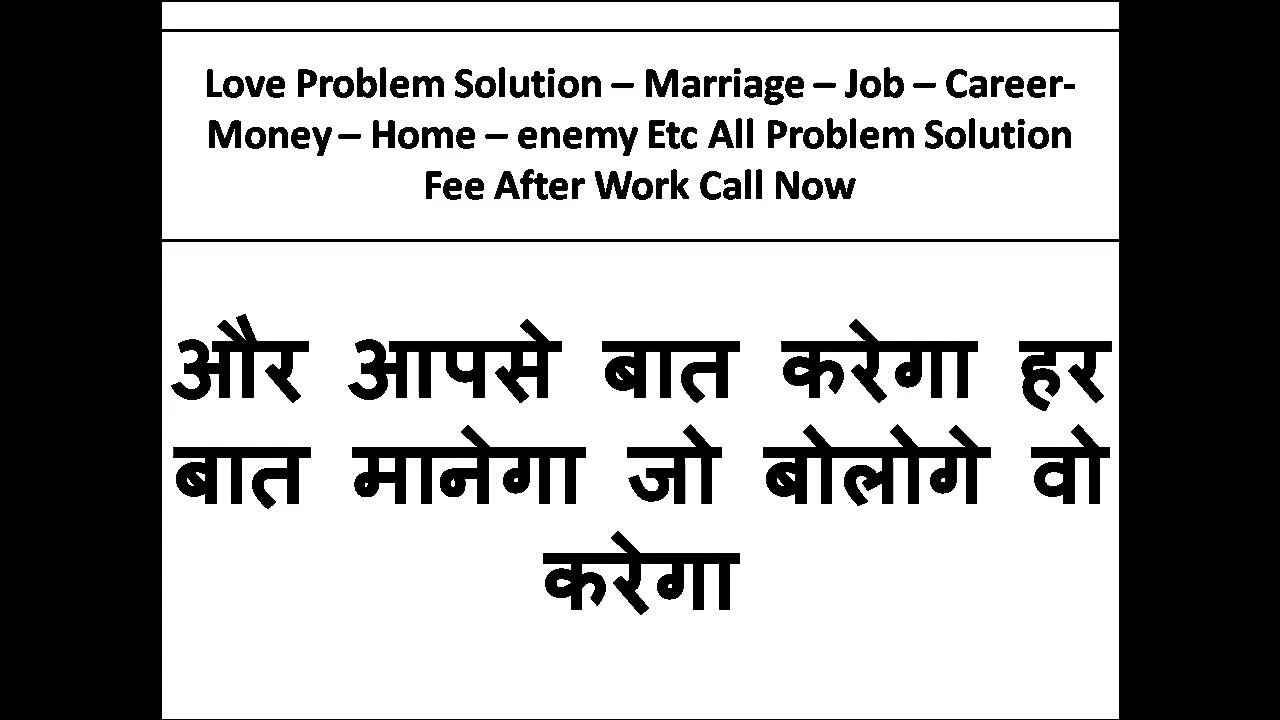 Love Problem Solution – Marriage – Job – Career-
Money – Home – enemy Etc All Problem Solution
Fee After Work Call Now
और आपसे बात करेगा हर
बात मानेगा जो बोलोगे वो
करेगा